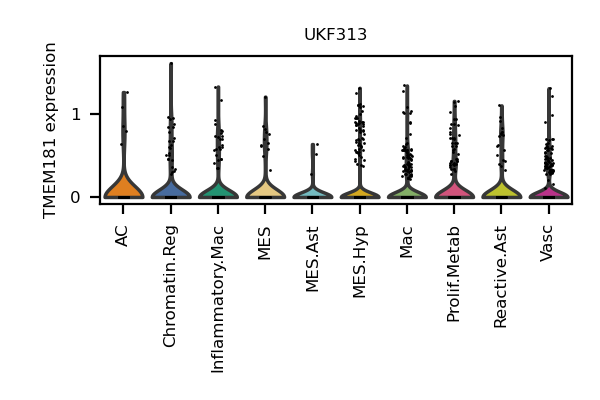 UKF313
TMEM181 expression
1
0
AC
Chromatin.Reg
Inflammatory.Mac
MES
MES.Ast
MES.Hyp
Mac
Prolif.Metab
Reactive.Ast
Vasc